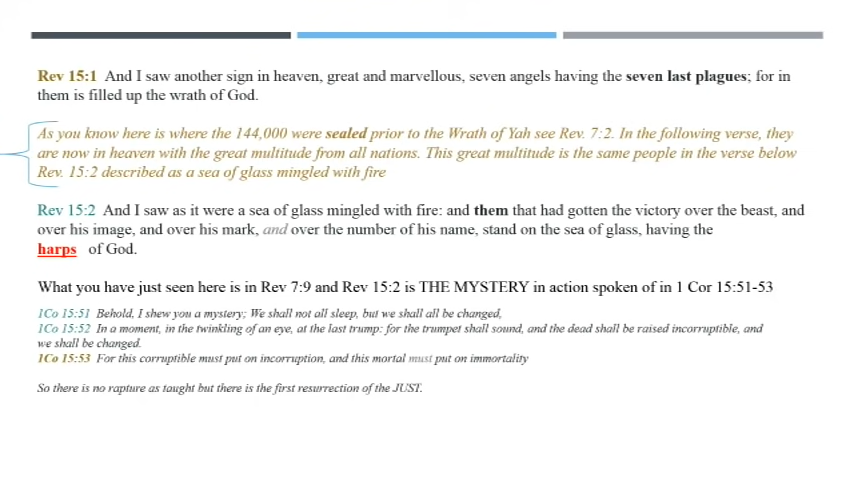 Rev 15:1  And I saw another sign in heaven, great and marvellous, seven angels having the seven last plagues; for in
them is filled up the wrath of God.
As you know here is where the 144,000 were sealed prior to the Wrath of Yah see Rev. 7:2. In the following verse, they
are now in heaven with the great multitude from all nations. This great multitude is the same people in the verse below
Rev. 15:2 described as a sea of glass mingled with fire
Rev 15:2  And I saw as it were a sea of glass mingled with fire: and them that had gotten the victory over the beast, and
over his image, and over his mark, and over the number of his name, stand on the sea of glass, having the
harps  of God.
What you have just seen here is in Rev 7:9 and Rev 15:2 is THE MYSTERY in action spoken of in 1 Cor 15:51-53
1Co 15:51  Behold, I shew you a mystery; We shall not all sleep, but we shall all be changed,
1Co 15:52  In a moment, in the twinkling of an eye, at the last trump: for the trumpet shall sound, and the dead shall be raised incorruptible, and
we shall be changed.
1Co 15:53  For this corruptible must put on incorruption, and this mortal must put on immortality
So there is no rapture as taught but there is the first resurrection of the JUST.